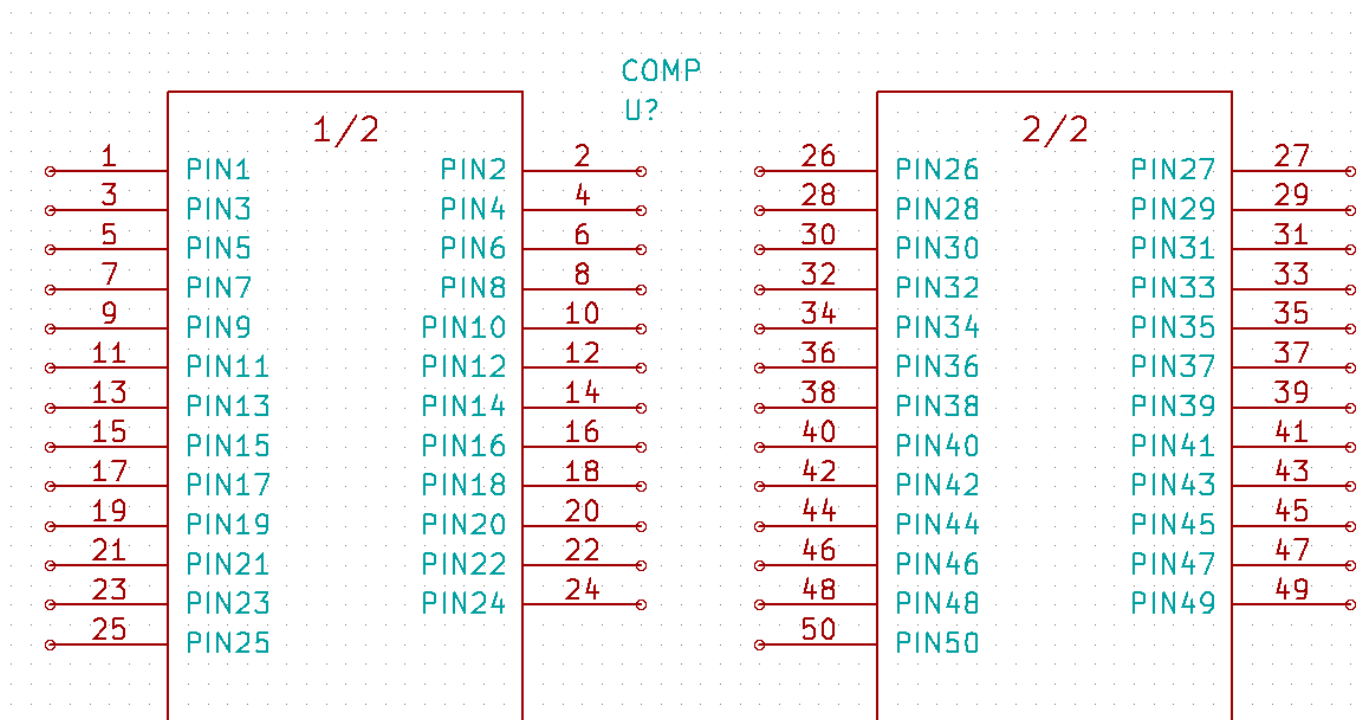 COMP
U?
1/2
1 PIN1 PIN2 2
3 PIN3 PIN4 4
5 PIN5 PIN6 6
7 PIN7 PIN8 8
9 PIN9 PIN10 10
11 PIN11 PIN12 12
13 PIN13 PIN14 14
15 PIN15 PIN16 16
17 PIN17 PIN18 18
19 PIN19 PIN20 20
21 PIN21 PIN22 22
23 PIN23 PIN24 24
25 PIN25
2/2
26 PIN26 PIN27 27
28 PIN28 PIN29 29
30 PIN30 PIN31 31
32 PIN32 PIN33 33
34 PIN34 PIN35 35
36 PIN36 PIN37 37
38 PIN38 PIN39 39
40 PIN40 PIN41 41
42 PIN42 PIN43 43
44 PIN44 PIN45 45
46 PIN46 PIN47 47
48 PIN48 PIN49 49
50 PIN50